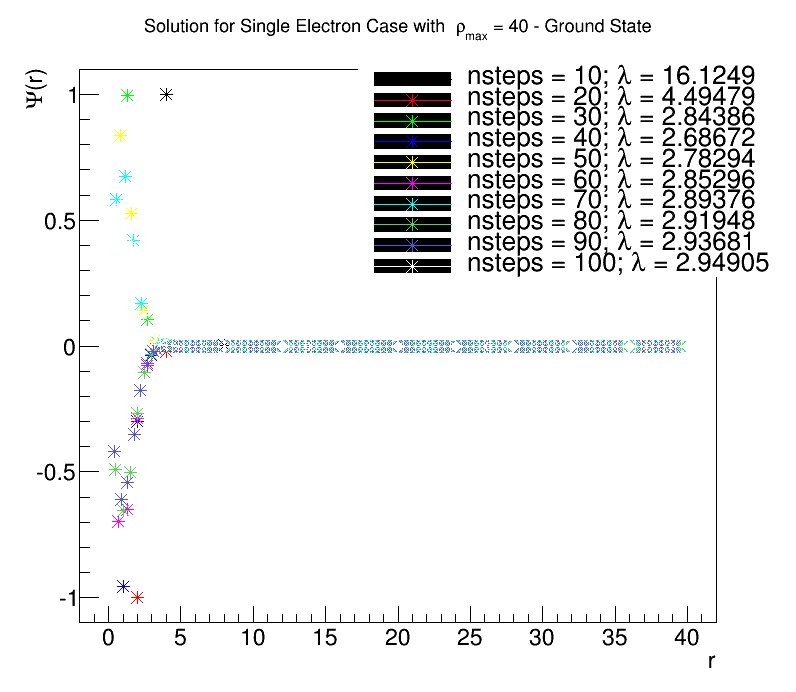 Solution for Single Electron Case with ρmax = 40 - Ground State
Ψ(r)
nsteps = 10; λ = 16.1249
nsteps = 20; λ = 4.49479
nsteps = 30; λ = 2.84386
nsteps = 40; λ = 2.68672
nsteps = 50; λ = 2.78294
nsteps = 60; λ = 2.85296
nsteps = 70; λ = 2.89376
nsteps = 80; λ = 2.91948
nsteps = 90; λ = 2.93681
nsteps = 100; λ = 2.94905
1
0.5
0
-0.5
-1
0 5 10 15 20 25 30 35 40
r